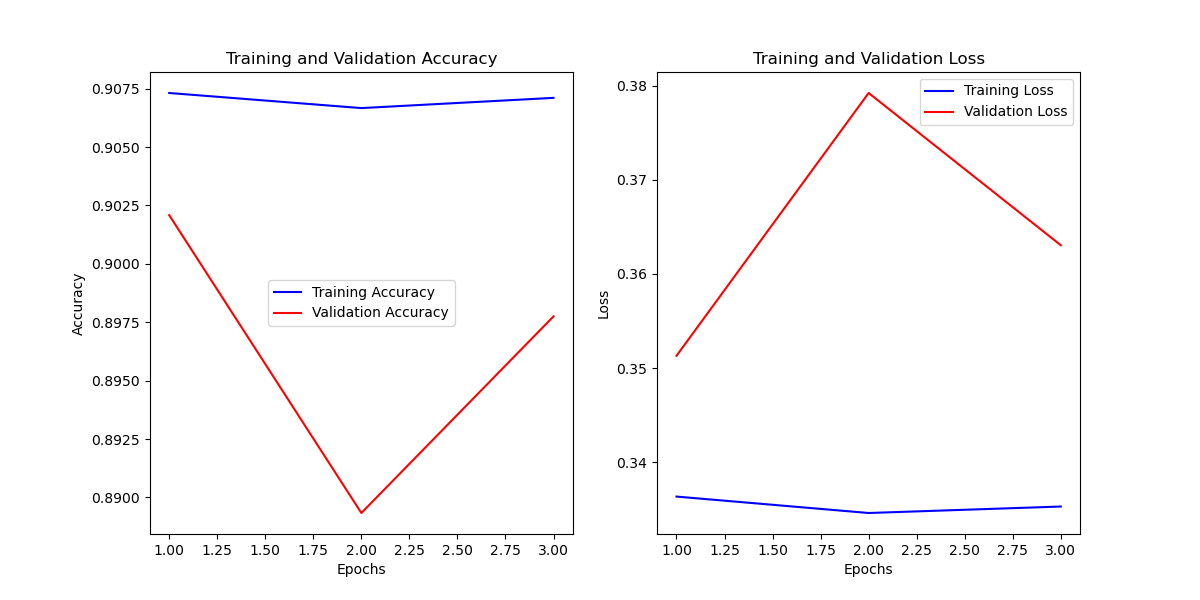 Training and Validation Accuracy
0.9075
0.9050
0.9025
0.9000
0.8975
0.8950
0.8925
0.8900
Accuracy
Training Accuracy
Validation Accuracy
1.00 1.25 1.50 1.75 2.00 2.25 2.50 2.75 3.00
Epochs
Training and Validation Loss
0.38
0.37
0.36
0.35
0.34
Loss
Training Loss
Validation Loss
1.00 1.25 1.50 1.75 2.00 2.25 2.50 2.75 3.00
Epochs